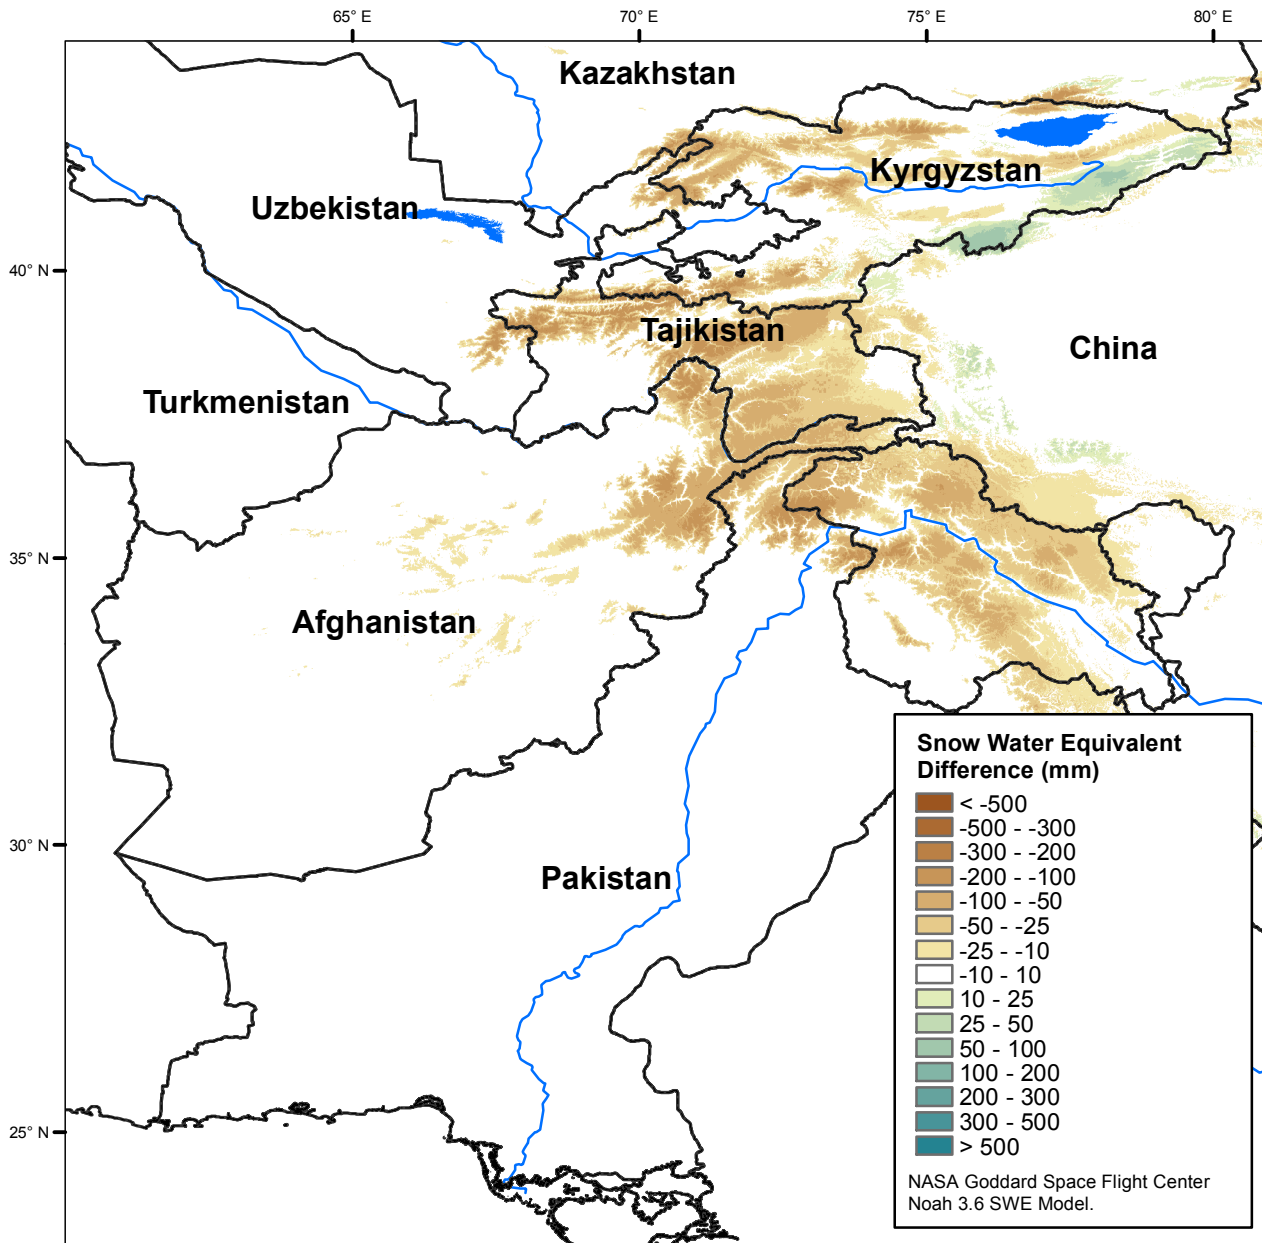 65° E
70° E
75° E
80° E
Kazakhstan
Kyrgyzstan
Uzbekistan
40° N
Tajikistan
China
Turkmenistan
35° N
Afghanistan
30° N
Pakistan
25° N
Snow Water Equivalent
Difference (mm)
< -500
-500 - -300
-300 - -200
-200 - -100
-100 - -50
-50 - -25
-25 - -10
-10 - 10
10 - 25
25 - 50
50 - 100
100 - 200
200 - 300
300 - 500
> 500
NASA Goddard Space Flight Center
Noah 3.6 SWE Model.